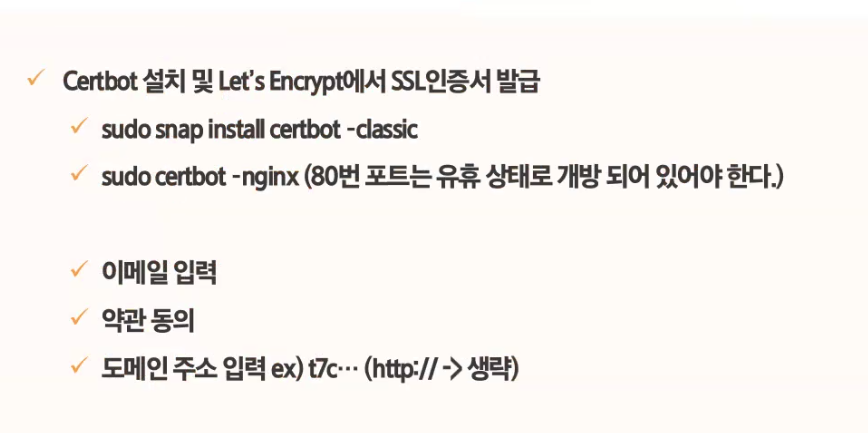 Certbot 설치 및 Let's Encrypt에서 SSL인증서 발급
sudo snap install certbot -classic
sudo certbot -nginx (80번 포트는 유휴 상태로 개방 되어 있어야 한다.)
이메일 입력
약관 동의
도메인 주소 입력 ex) t7c… (http:// -> 생략)